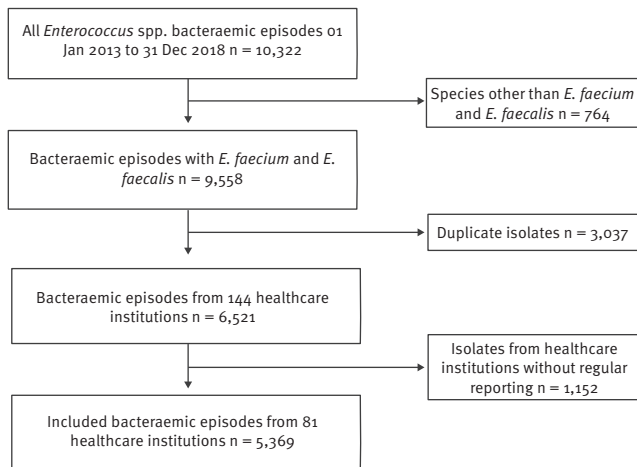 All Enterococcus spp. bacteraemic episodes 01
Jan 2013 to 31 Dec 2018 n = 10,322
Species other than E. faecium
and E. faecalis n = 764
Bacteraemic episodes with E. faecium and E.
faecalis n = 9,558
Duplicate isolates n = 3,037
Bacteraemic episodes from 144 healthcare
institutions n = 6,521
Isolates from healthcare
institutions without regular
reporting n = 1,152
Included bacteraemic episodes from 81
healthcare institutions n = 5,369